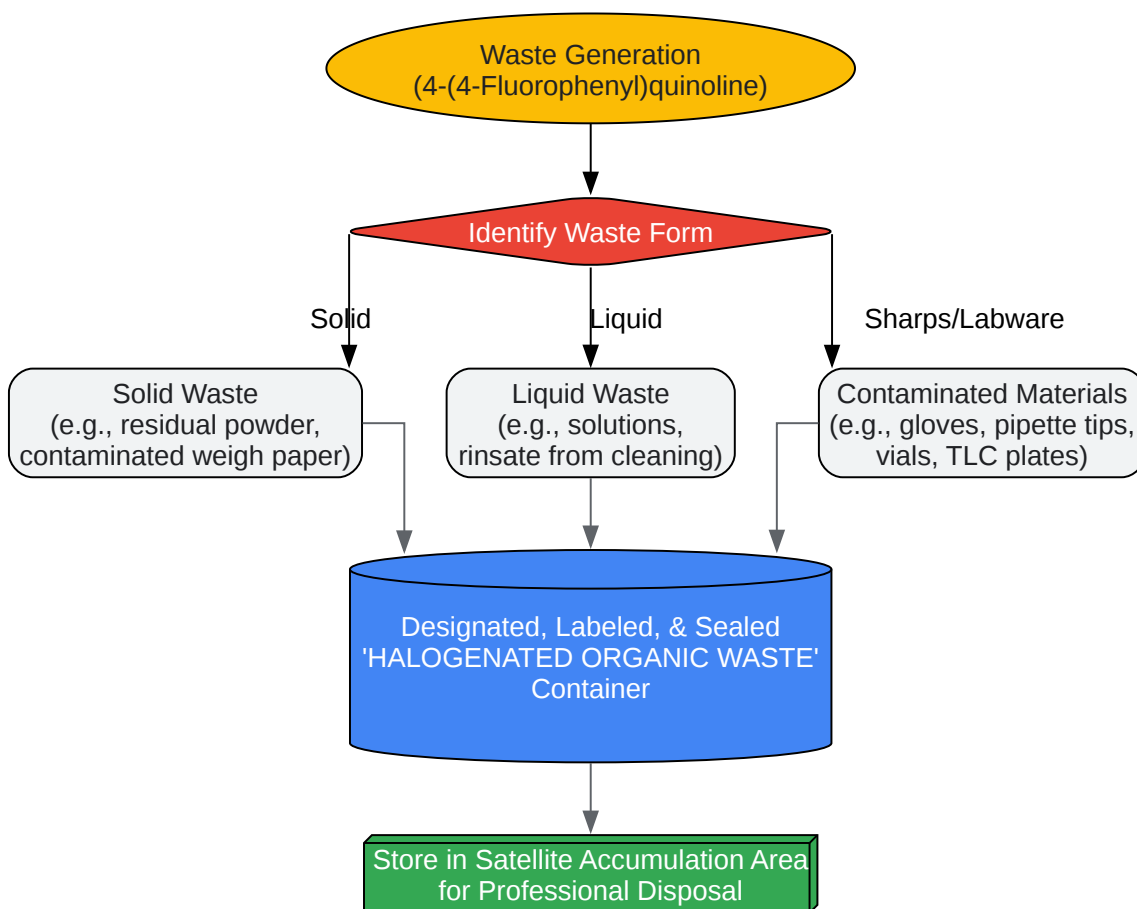 Waste Generation
(4-(4-Fluorophenyl)quinoline)
Identify Waste Form
Solid
Liquid
Sharps/Labware
Solid Waste
(e.g., residual powder,
contaminated weigh paper)
Liquid Waste
(e.g., solutions,
rinsate from cleaning)
Contaminated Materials
(e.g., gloves, pipette tips,
vials, TLC plates)
Designated, Labeled, & Sealed
'HALOGENATED ORGANIC WASTE'
Container
Store in Satellite Accumulation Area
for Professional Disposal